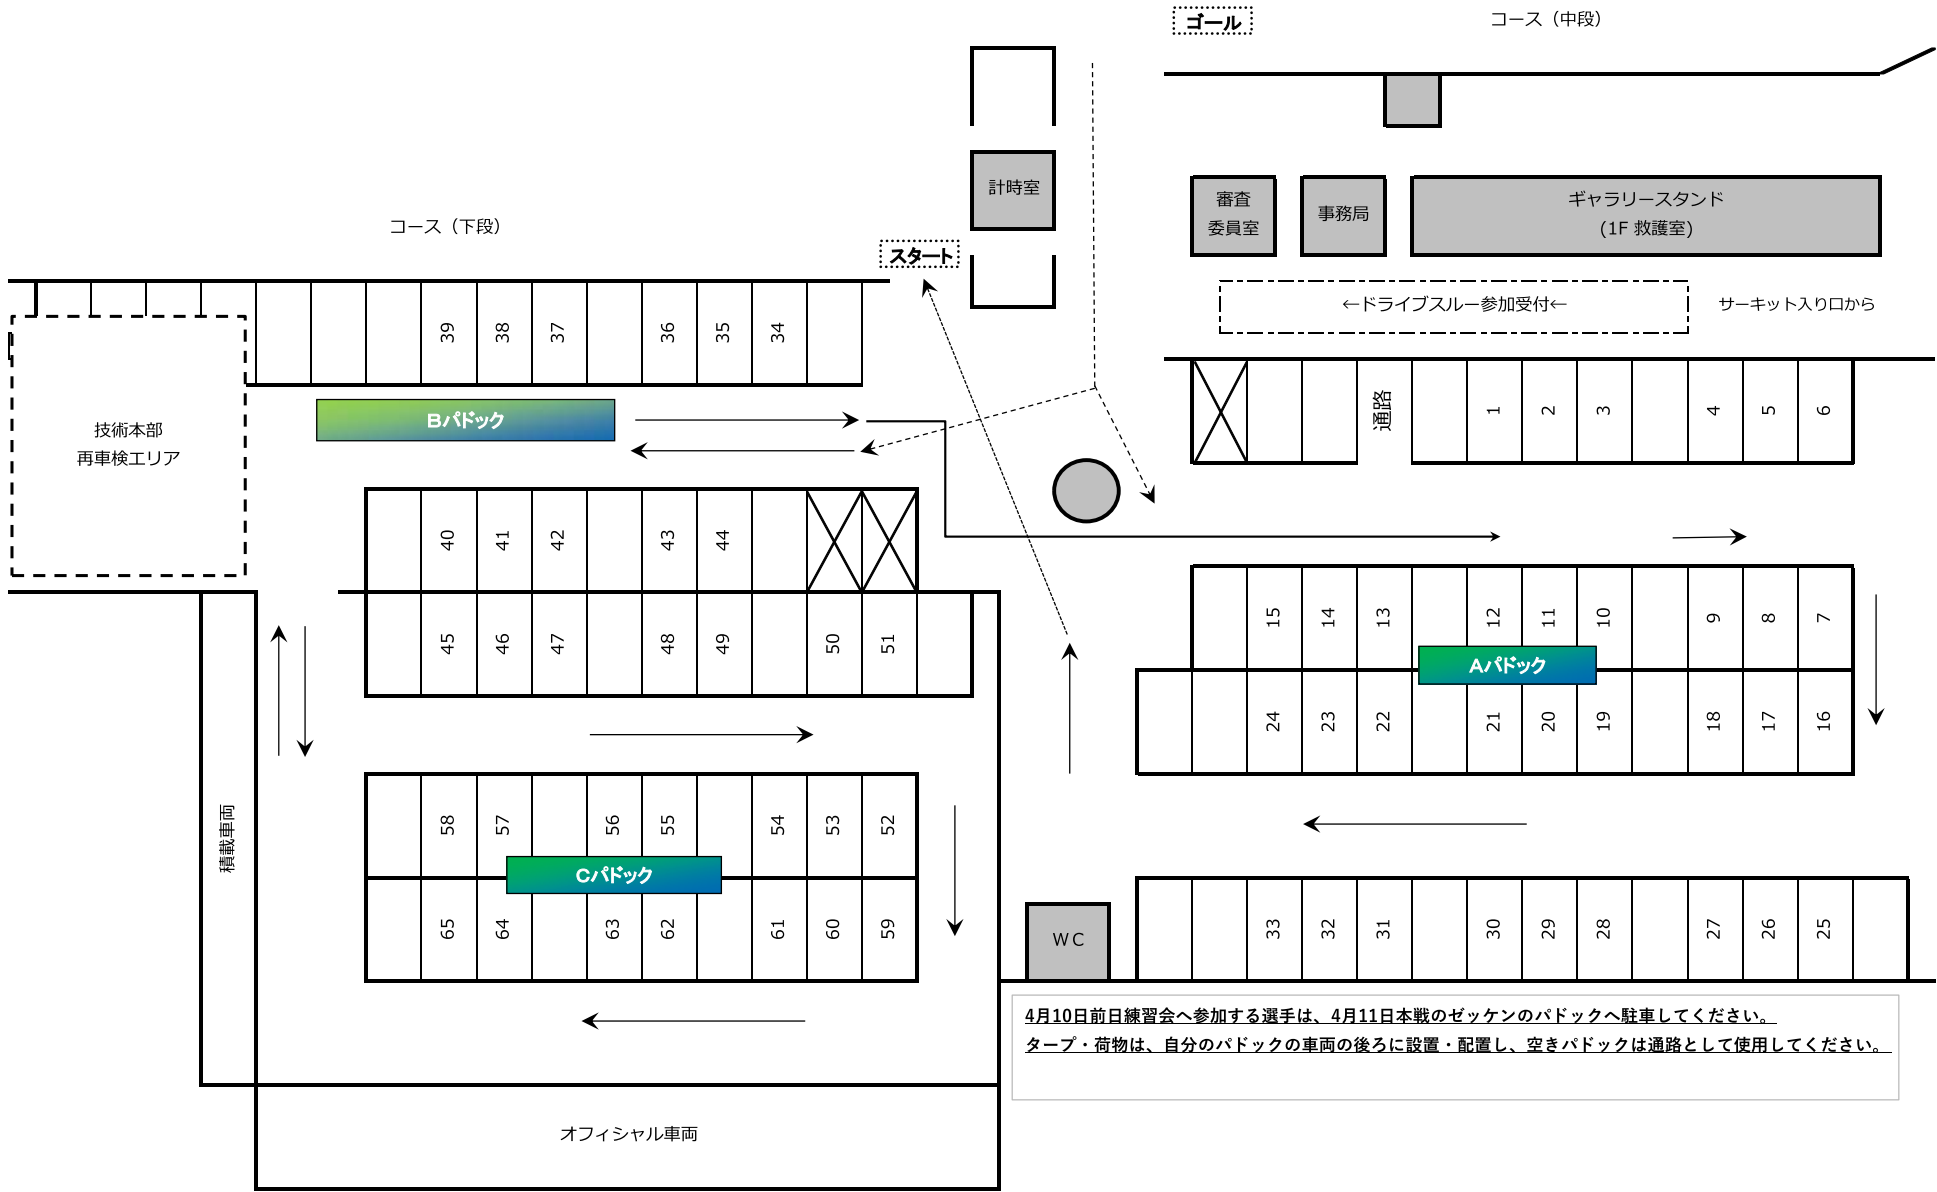 ゴール
コース（中段）
計時室
審査
委員室
事務局
ギャラリースタンド
(1F 救護室)
コース（下段）
スタート
←ドライブスルー参加受付←
サーキット入り口から
39 38 37 36 35 34
通路
1 2 3 4 5 6
Bパドック
技術本部
再車検エリア
40 41 42 43 44
45 46 47 48 49 50 51
15 14 13 12 11 10 9 8 7
Aパドック
24 23 22 21 20 19 18 17 16
積載車両
58 57 56 55 54 53 52
Cパドック
65 64 63 62 61 60 59
WC
33 32 31 30 29 28 27 26 25
4月10日前日練習会へ参加する選手は、4月11日本戦のゼッケンのパドックへ駐車してください。
タープ・荷物は、自分のパドックの車両の後ろに設置・配置し、空きパドックは通路として使用してください。
オフィシャル車両